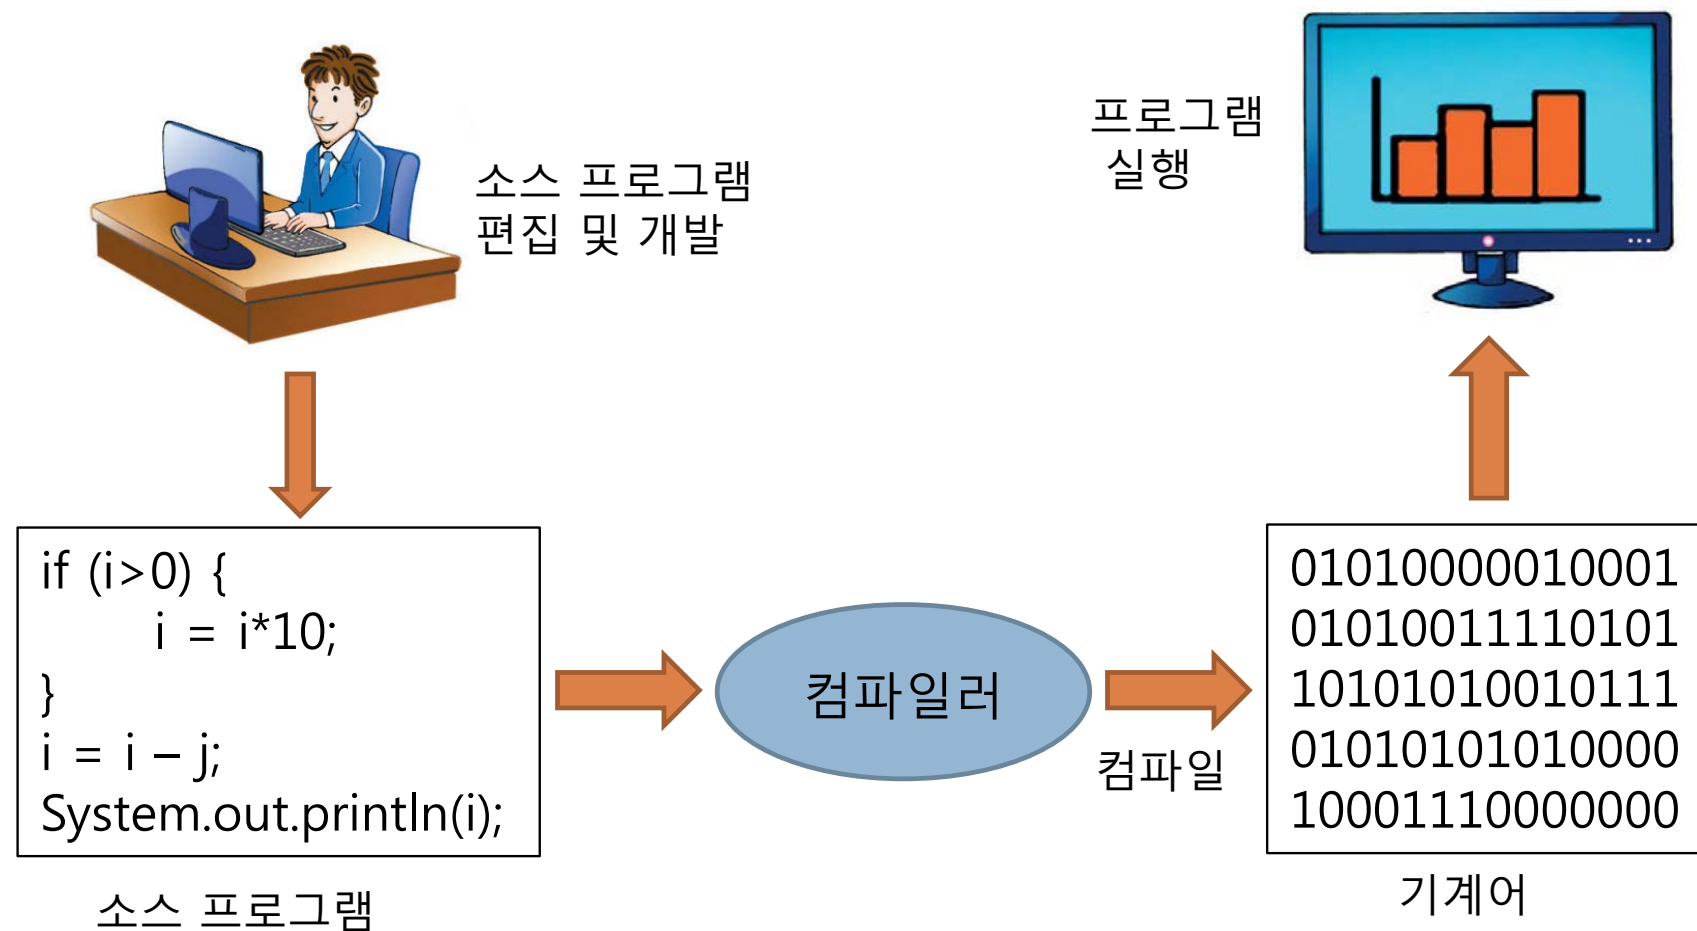 소스 프로그램
편집 및 개발
프로그램
실행
if (i>0) {
i = i*10;
}
i = i – j;
System.out.println(i);
소스 프로그램
컴파일러
컴파일
01010000010001
01010011110101
10101010010111
01010101010000
10001110000000
기계어